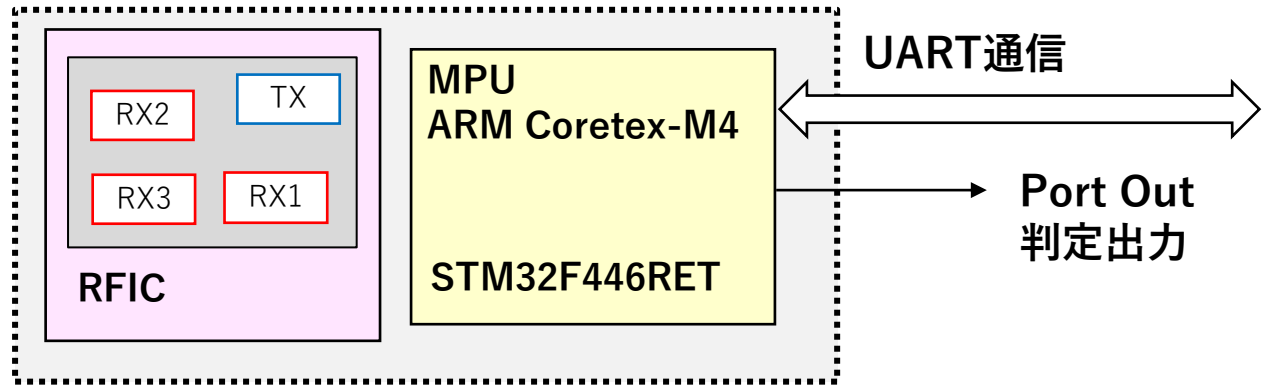 TX
RX2
RX3
RX1
RFIC
MPU
ARM Coretex-M4
STM32F446RET
UART通信
Port Out
判定出力